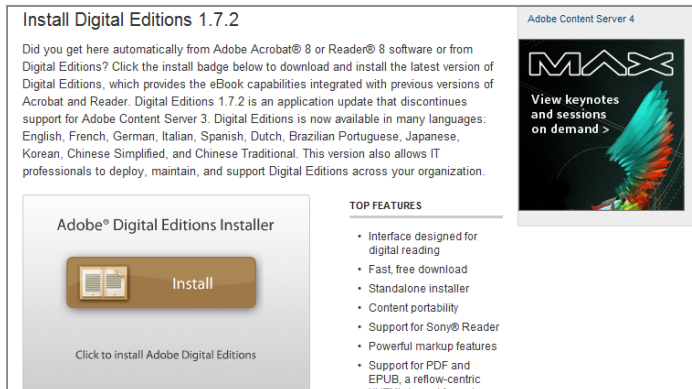 Install Digital Editions 1.7.2
Did you get here automatically from Adobe Acrobat® 8 or Reader® 8 software or from
Digital Editions? Click the install badge below to download and install the latest version of
Digital Editions, which provides the eBook capabilities integrated with previous versions of
Acrobat and Reader. Digital Editions 1.7.2 is an application update that discontinues
support for Adobe Content Server 3. Digital Editions is now available in many languages:
English, French, German, Italian, Spanish, Dutch, Brazilian Portuguese, Japanese,
Korean, Chinese Simplified, and Chinese Traditional. This version also allows IT
professionals to deploy, maintain, and support Digital Editions across your organization.
Adobe® Digital Editions Installer
Install
Click to install Adobe Digital Editions
TOP FEATURES
• Interface designed for
digital reading
• Fast, free download
• Standalone installer
• Content portability
• Support for Sony® Reader
• Powerful markup features
• Support for PDF and
EPUB, a reflow-centric
Adobe Content Server 4
MAX
View keynotes
and sessions
on demand >